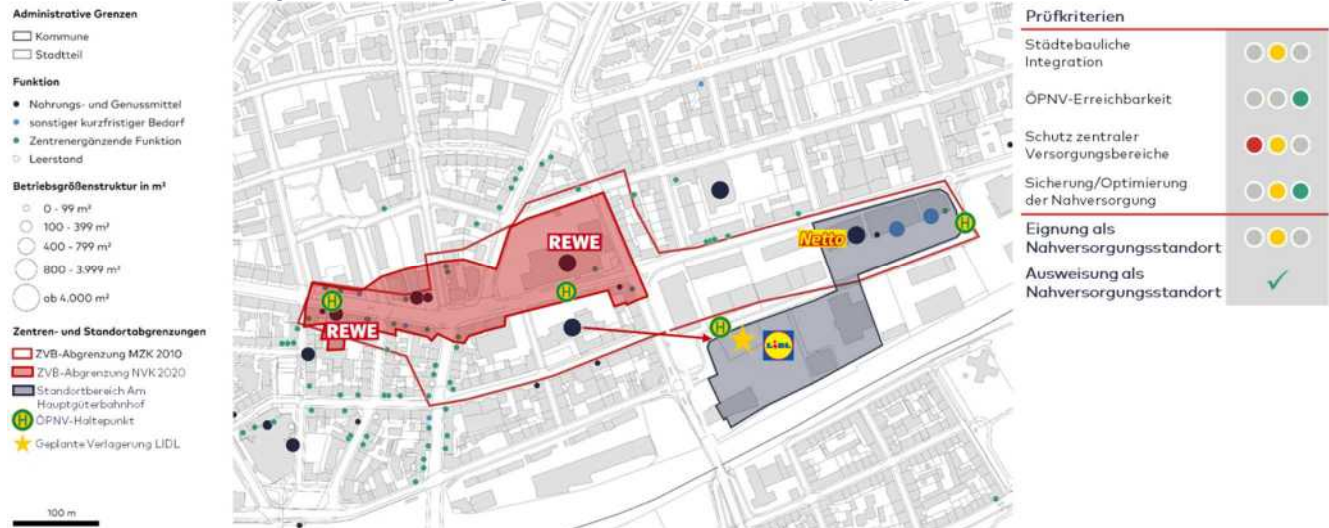 Administrative Grenzen
Kommune
Stadtteil
Funktion
Nahrungs- und Genussmittel
sonstiger kurzfristiger Bedarf
Zentrenergänzende Funktion
Leerstand
Betriebsgrößenstruktur in m²
0 - 99 m²
100 - 399 m²
400 - 799 m²
800 - 3.999 m²
ab 4.000 m²
Zentren- und Standortabgrenzungen
ZVB-Abgrenzung MZK 2010
ZVB-Abgrenzung NVK 2020
Standortbereich Am
Hauptgüterbahnhof
ÖPNV-Haltepunkt
Geplante Verlagerung LIDL
100 m
REWE
REWE
Netto
LIDL
H
H
H
H
H
Prüfkriterien
Städtebauliche
Integration
ÖPNV-Erreichbarkeit
Schutz zentraler
Versorgungsbereiche
Sicherung/Optimierung
der Nahversorgung
Eignung als
Nahversorgungsstandort
Ausweisung als
Nahversorgungsstandort